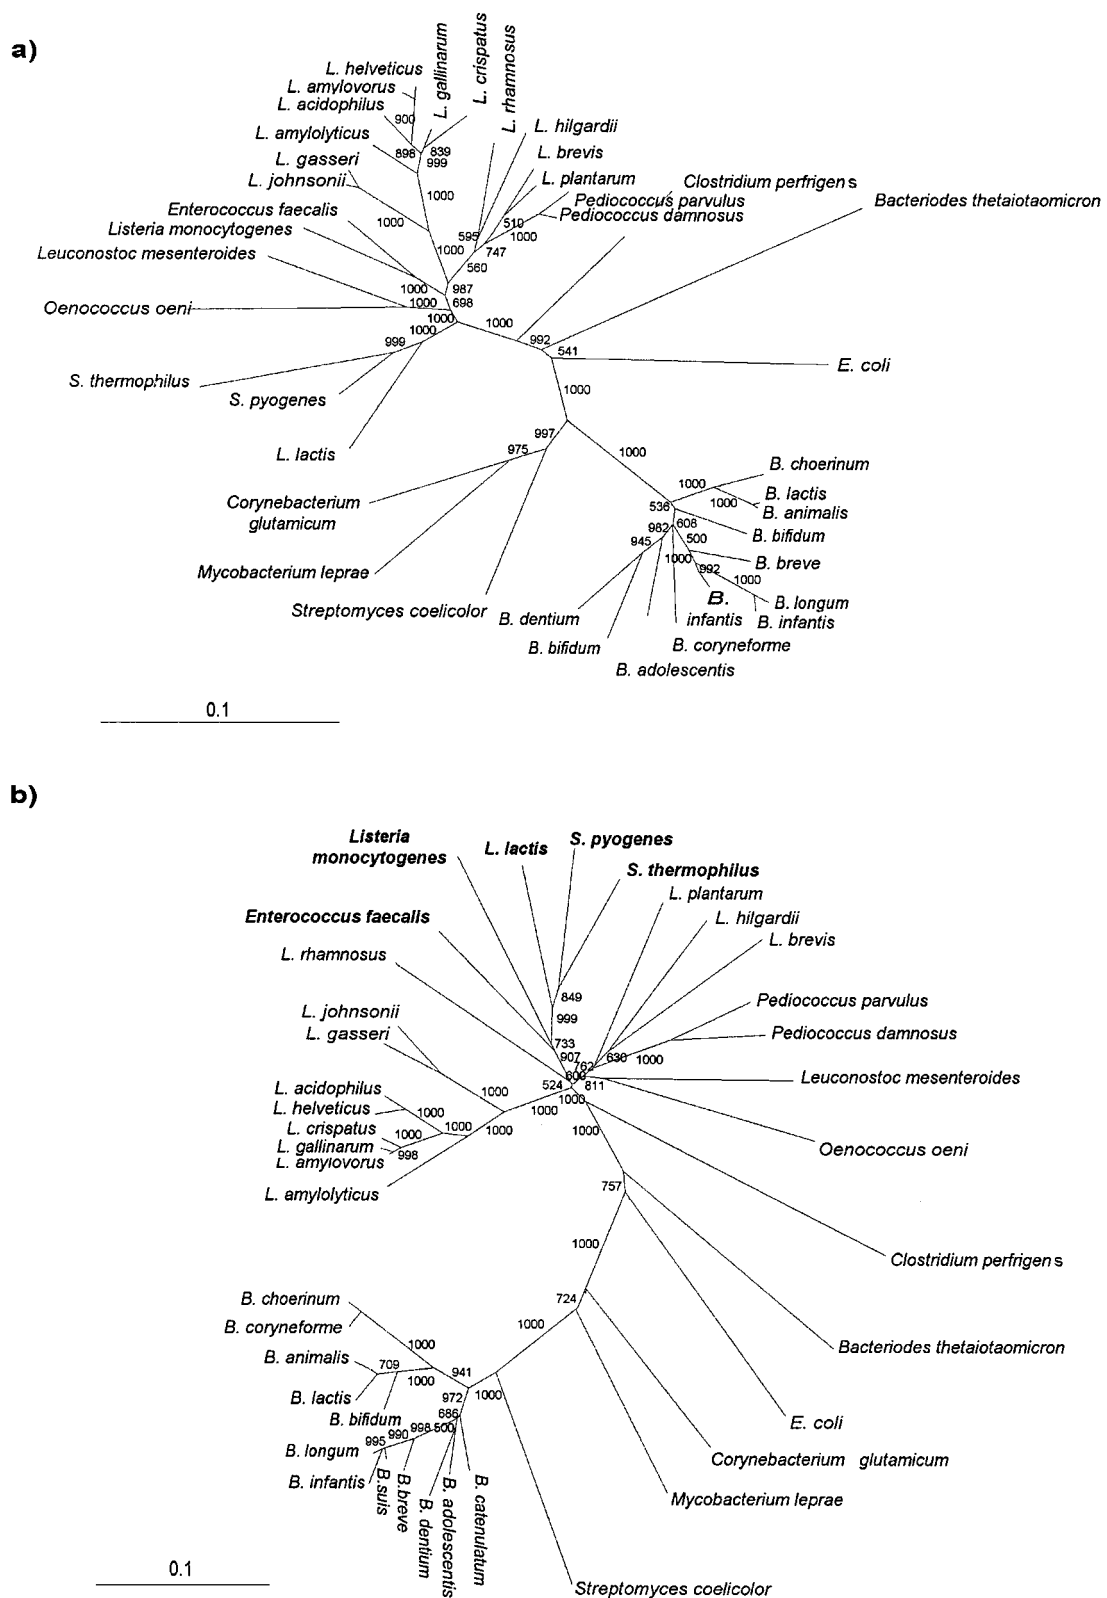 a)
L. helveticus
L. amylovorus
L. acidophilus
L. gallinarum
L. crispatus
L. rhamnosus
900
L. amylolyticus
898
839
999
L. hilgardii
L. brevis
L. gasseri
L. johnsonii
1000
L. plantarum
Pediococcus parvulus
Pediococcus damnosus
Clostridium perfrigens
Bacteriodes thetaiotaomicron
Enterococcus faecalis
1000
510
Listeria monocytogenes
595
1000
Leuconostoc mesenteroides
1000
747
560
1000
987
Oenococcus oeni
1000
698
1000
1000
1000
999
992
541
S. thermophilus
E. coli
S. pyogenes
1000
997
L. lactis
975
1000
B. choerinum
1000
B. lactis
Corynebacterium
glutamicum
1000
B. animalis
536
608
B. bifidum
982
500
945
1000
B. breve
Mycobacterium leprae
992
1000
Streptomyces coelicolor
B. dentium
B.
infantis
B. longum
B. infantis
B. bifidum
B. coryneforme
B. adolescentis
0.1
b)
Listeria
monocytogenes
L. lactis
S. pyogenes
S. thermophilus
L. plantarum
Enterococcus faecalis
L. hilgardii
L. brevis
L. rhamnosus
849
Pediococcus parvulus
L. johnsonii
999
L. gasseri
733
Pediococcus damnosus
907
762
630
1000
600
L. acidophilus
1000
524
811
Leuconostoc mesenteroides
L. helveticus
1000
1000
1000
L. crispatus
1000
1000
1000
1000
L. gallinarum
998
L. amylovorus
Oenococcus oeni
L. amylolyticus
757
1000
Clostridium perfrigens
B. choerinum
724
B. coryneforme
1000
1000
Bacteriodes thetaiotaomicron
B. animalis
709
941
1000
B. lactis
972
1000
B. bifidum
686
E. coli
998
500
990
995
B. longum
Corynebacterium glutamicum
B. infantis
B.suis
B.breve
B. dentium
B. adolescentis
B. catenulatum
Mycobacterium leprae
0.1
Streptomyces coelicolor